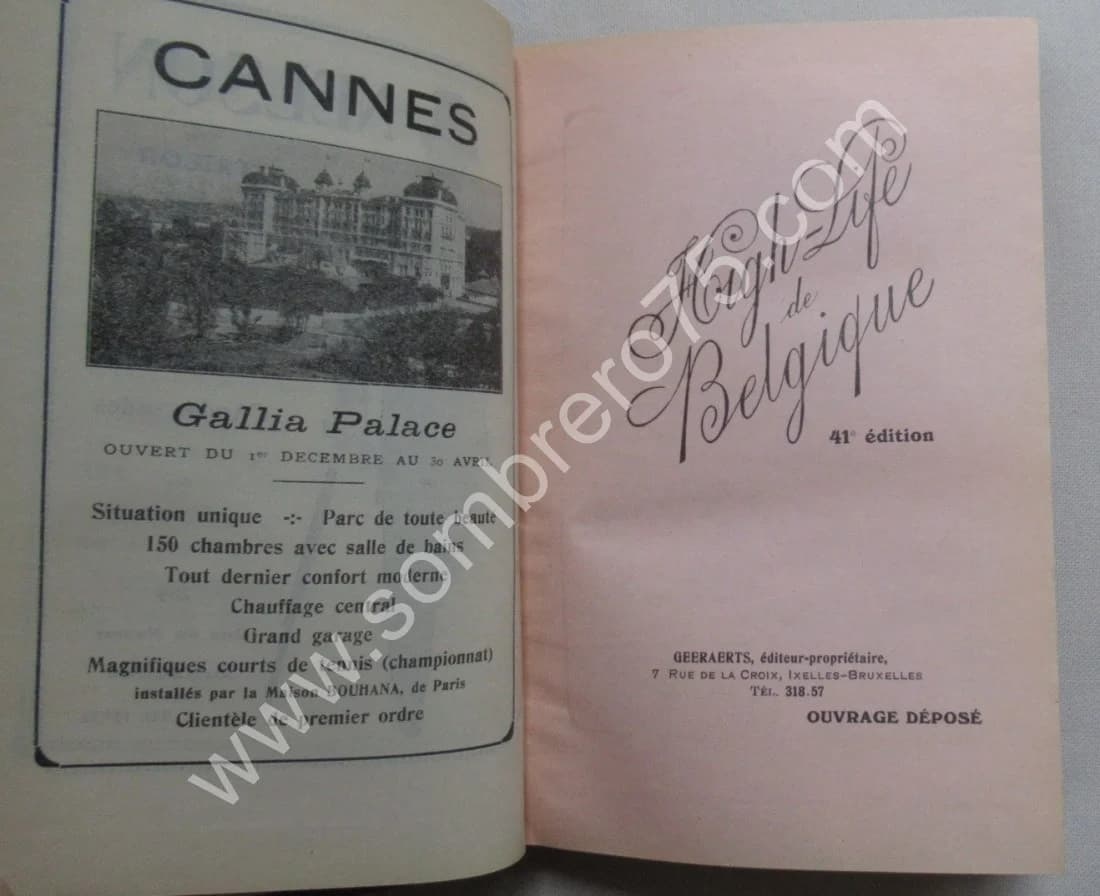 CANNES
Gallia Palace
OUVERT DU 1er DECEMBRE AU 30 AVRIL
Situation unique -:- Parc de toute beauté
150 chambres avec salle de bains
Tout dernier confort moderne
Chauffage central
Grand garage
Magnifiques courts de tennis (championnat)
installés par la Maison BOUHANA, de Paris
Clientèle de premier ordre
High-Life
de
Belgique
41e édition
GEERAERTS, éditeur-propriétaire,
7 RUE DE LA CROIX, IXELLES-BRUXELLES
TÉL. 318.57
OUVRAGE DÉPOSÉ
www.sombrero75.com